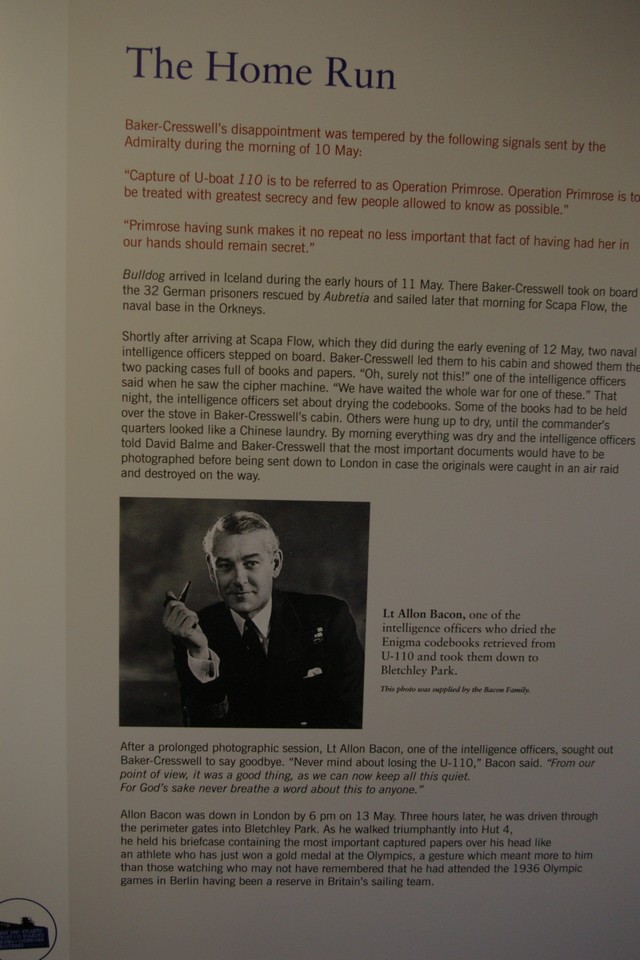 The Home Run
Baker-Cresswell's disappointment was tempered by the following signals sent by the
Admiralty during the morning of 10 May:
"Capture of U-boat 110 is to be referred to as Operation Primrose. Operation Primrose is to
be treated with greatest secrecy and few people allowed to know as possible."
"Primrose having sunk makes it no repeat no less important that fact of having had her in
our hands should remain secret."
Bulldog arrived in Iceland during the early hours of 11 May. There Baker-Cresswell took on board
the 32 German prisoners rescued by Aubretia and sailed later that morning for Scapa Flow, the
naval base in the Orkneys.
Shortly after arriving at Scapa Flow, which they did during the early evening of 12 May, two naval
intelligence officers stepped on board. Baker-Cresswell led them to his cabin and showed them the
two packing cases full of books and papers. "Oh, surely not this!" one of the intelligence officers
said when he saw the cipher machine. "We have waited the whole war for one of these." That
night, the intelligence officers set about drying the codebooks. Some of the books had to be held
over the stove in Baker-Cresswell's cabin. Others were hung up to dry, until the commander's
quarters looked like a Chinese laundry. By morning everything was dry and the intelligence officers
told David Balme and Baker-Cresswell that the most important documents would have to be
photographed before being sent down to London in case the originals were caught in an air raid
and destroyed on the way.
Lt Allon Bacon, one of the
intelligence officers who dried the
Enigma codebooks retrieved from
U-110 and took them down to
Bletchley Park.
This photo was supplied by the Bacon Family.
After a prolonged photographic session, Lt Allon Bacon, one of the intelligence officers, sought out
Baker-Cresswell to say goodbye. "Never mind about losing the U-110," Bacon said. "From our
point of view, it was a good thing, as we can now keep all this quiet.
For God's sake never breathe a word about this to anyone."
Allon Bacon was down in London by 6 pm on 13 May. Three hours later, he was driven through
the perimeter gates into Bletchley Park. As he walked triumphantly into Hut 4,
he held his briefcase containing the most important captured papers over his head like
an athlete who has just won a gold medal at the Olympics, a gesture which meant more to him
than those watching who may not have remembered that he had attended the 1936 Olympic
games in Berlin having been a reserve in Britain's sailing team.